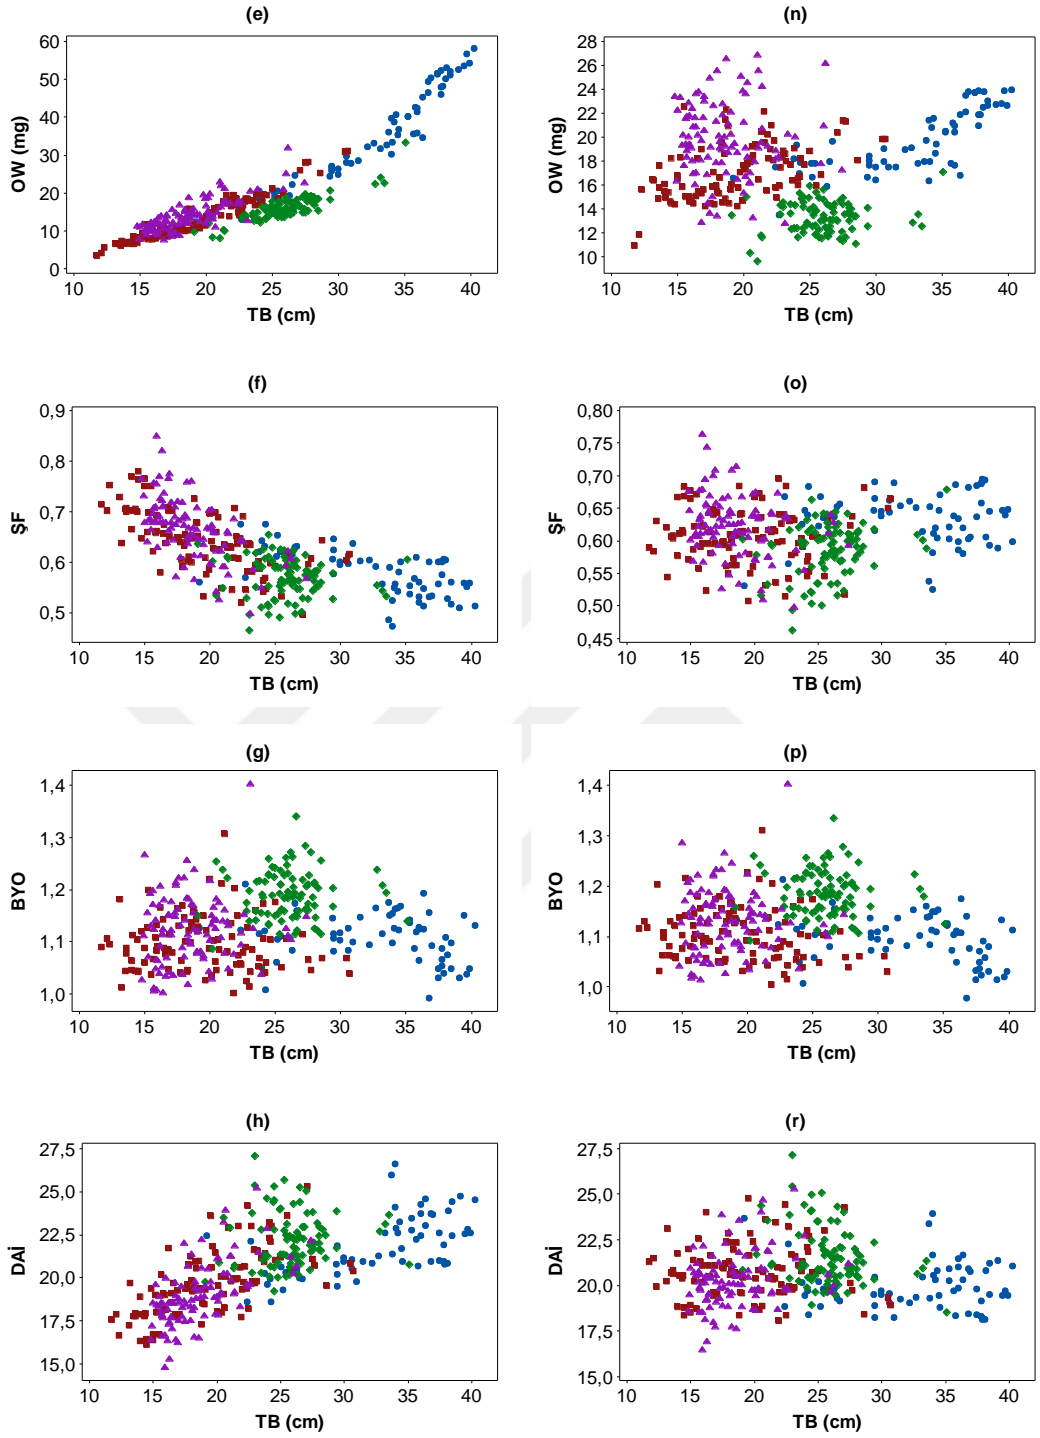 (e)
OW (mg)
60
50
40
30
20
10
0
10 15 20 25 30 35 40
TB (cm)
(n)
OW (mg)
28
26
24
22
20
18
16
14
12
10
10 15 20 25 30 35 40
TB (cm)
(f)
ŞF
0,9
0,8
0,7
0,6
0,5
10 15 20 25 30 35 40
TB (cm)
(o)
ŞF
0,80
0,75
0,70
0,65
0,60
0,55
0,50
0,45
10 15 20 25 30 35 40
TB (cm)
(g)
BYO
1,4
1,3
1,2
1,1
1,0
10 15 20 25 30 35 40
TB (cm)
(p)
BYO
1,4
1,3
1,2
1,1
1,0
10 15 20 25 30 35 40
TB (cm)
(h)
DAİ
27,5
25,0
22,5
20,0
17,5
15,0
10 15 20 25 30 35 40
TB (cm)
(r)
DAİ
27,5
25,0
22,5
20,0
17,5
15,0
10 15 20 25 30 35 40
TB (cm)